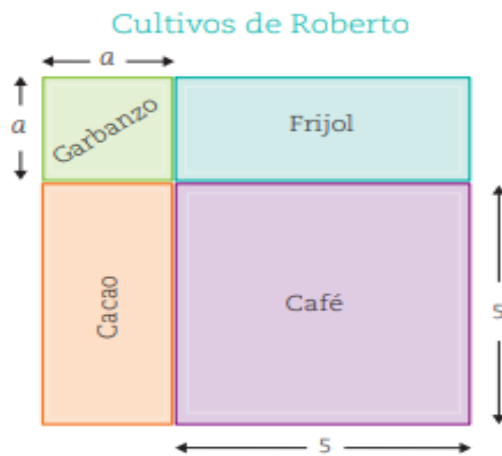 Cultivos de Roberto
a
a
Garbanzo
Frijol
Cacao
Café
5
5